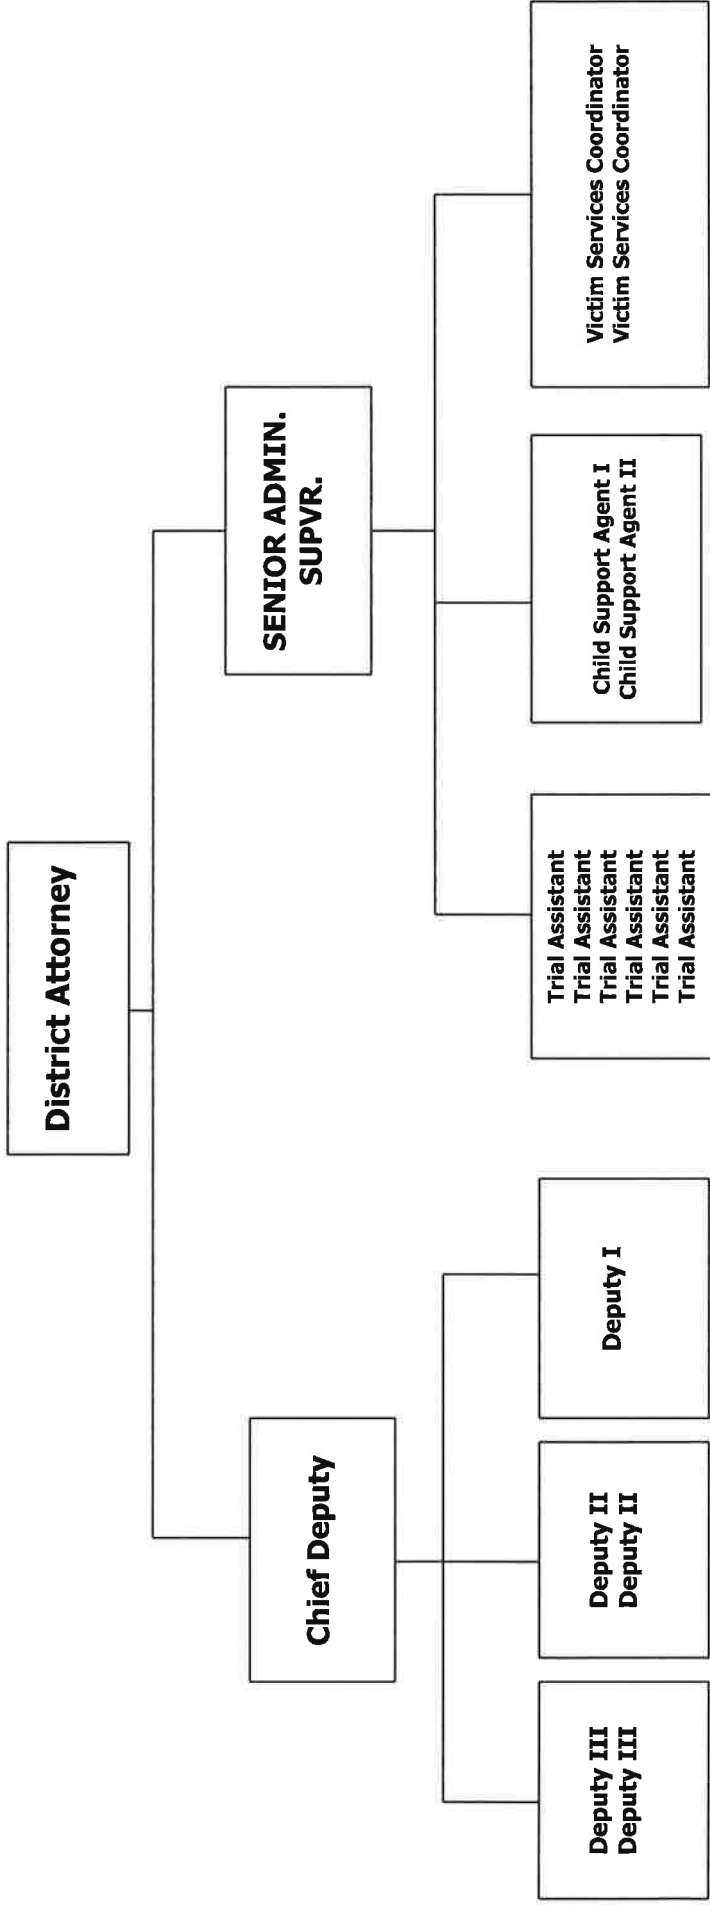 District Attorney
Chief Deputy
SENIOR ADMIN.
SUPVR.
Deputy III
Deputy III
Deputy II
Deputy II
Deputy I
Trial Assistant
Trial Assistant
Trial Assistant
Trial Assistant
Trial Assistant
Trial Assistant
Child Support Agent I
Child Support Agent II
Victim Services Coordinator
Victim Services Coordinator